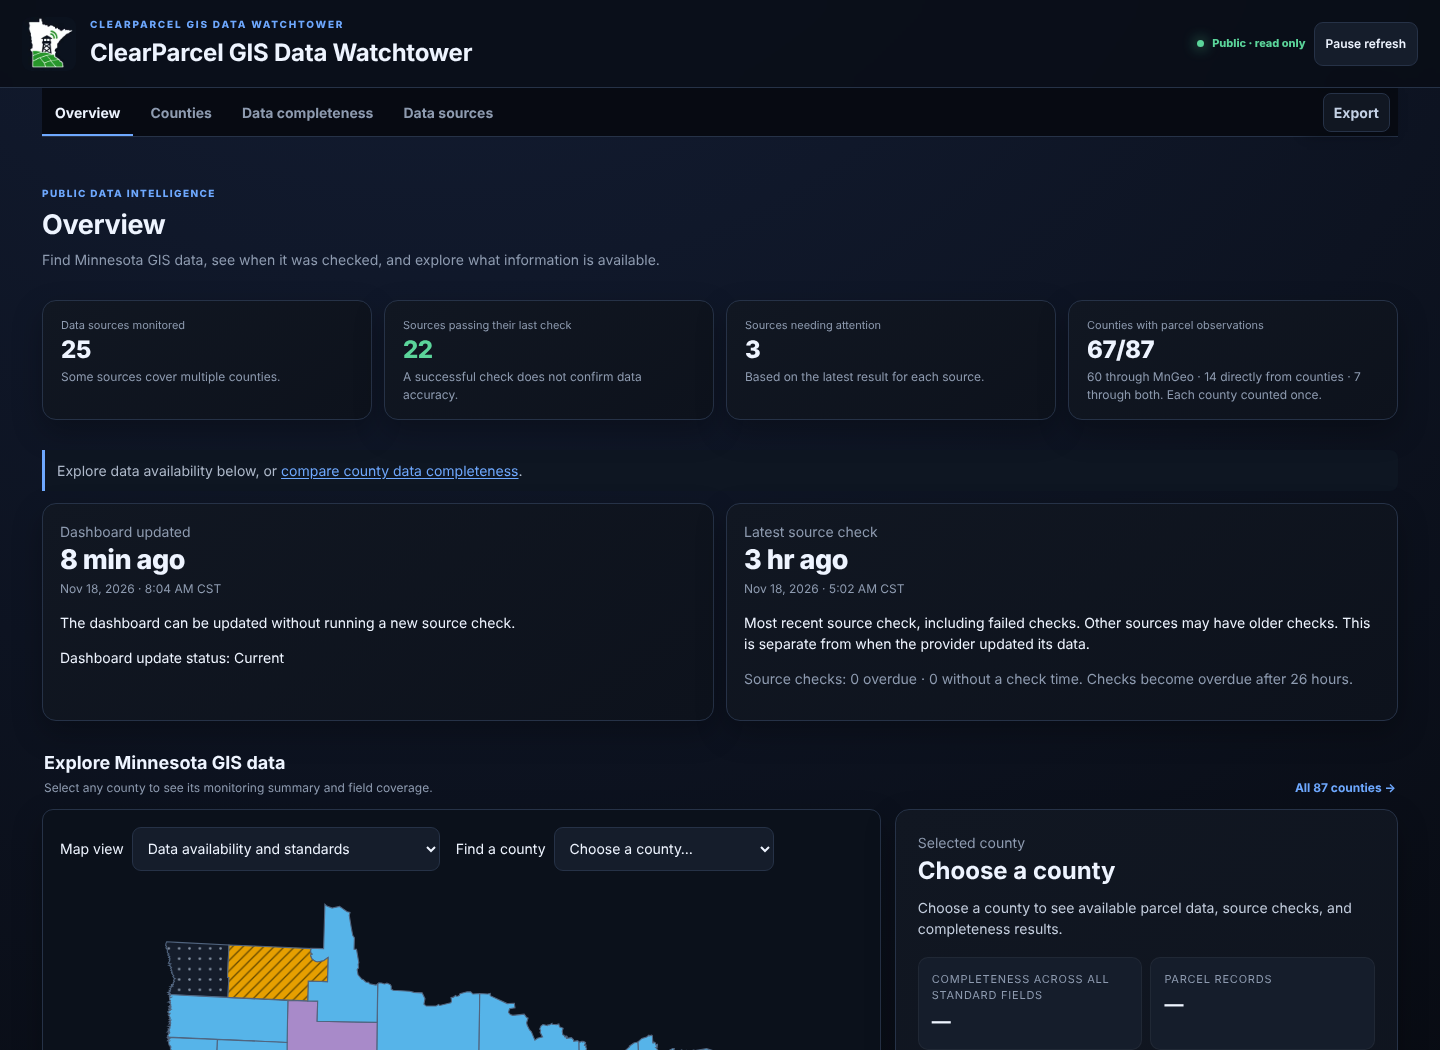 CLEARPARCEL GIS DATA WATCHTOWER
ClearParcel GIS Data Watchtower
Public · read only
Pause refresh
Overview
Counties
Data completeness
Data sources
Export
PUBLIC DATA INTELLIGENCE
Overview
Find Minnesota GIS data, see when it was checked, and explore what information is available.
Data sources monitored
25
Some sources cover multiple counties.
Sources passing their last check
22
A successful check does not confirm data
accuracy.
Sources needing attention
3
Based on the latest result for each source.
Counties with parcel observations
67/87
60 through MnGeo · 14 directly from counties · 7
through both. Each county counted once.
Explore data availability below, or compare county data completeness.
Dashboard updated
8 min ago
Nov 18, 2026 · 8:04 AM CST
The dashboard can be updated without running a new source check.
Dashboard update status: Current
Latest source check
3 hr ago
Nov 18, 2026 · 5:02 AM CST
Most recent source check, including failed checks. Other sources may have older checks. This
is separate from when the provider updated its data.
Source checks: 0 overdue · 0 without a check time. Checks become overdue after 26 hours.
Explore Minnesota GIS data
Select any county to see its monitoring summary and field coverage.
All 87 counties →
Map view
Data availability and standards
Find a county
Choose a county...
Selected county
Choose a county
Choose a county to see available parcel data, source checks, and
completeness results.
COMPLETENESS ACROSS ALL
STANDARD FIELDS
—
PARCEL RECORDS
—